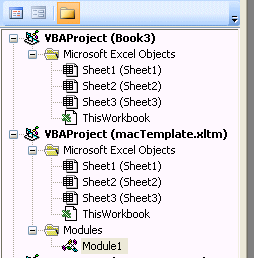 VBAProject (Book3)
Microsoft Excel Objects
Sheet1 (Sheet1)
Sheet2 (Sheet2)
Sheet3 (Sheet3)
ThisWorkbook
VBAProject (macTemplate.xltm)
Microsoft Excel Objects
Sheet1 (Sheet1)
Sheet2 (Sheet2)
Sheet3 (Sheet3)
ThisWorkbook
Modules
Module1